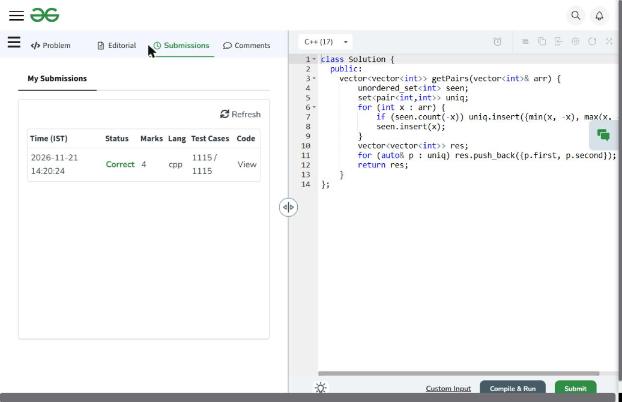 Problem Editorial Submissions Comments
My Submissions
Refresh
Time (IST) Status Marks Lang Test Cases Code
2026-11-21 14:20:24 Correct 4 cpp 1115 / 1115 View
C++ (17)
1 class Solution {
2 public:
3 vector<vector<int>> getPairs(vector<int>& arr) {
4 unordered_set<int> seen;
5 set<pair<int,int>> uniq;
6 for (int x : arr) {
7 if (seen.count(-x)) uniq.insert({min(x, -x), max(x,
8 seen.insert(x);
9 }
10 vector<vector<int>> res;
11 for (auto& p : uniq) res.push_back({p.first, p.second});
12 return res;
13 }
14 };
Custom Input Compile & Run Submit